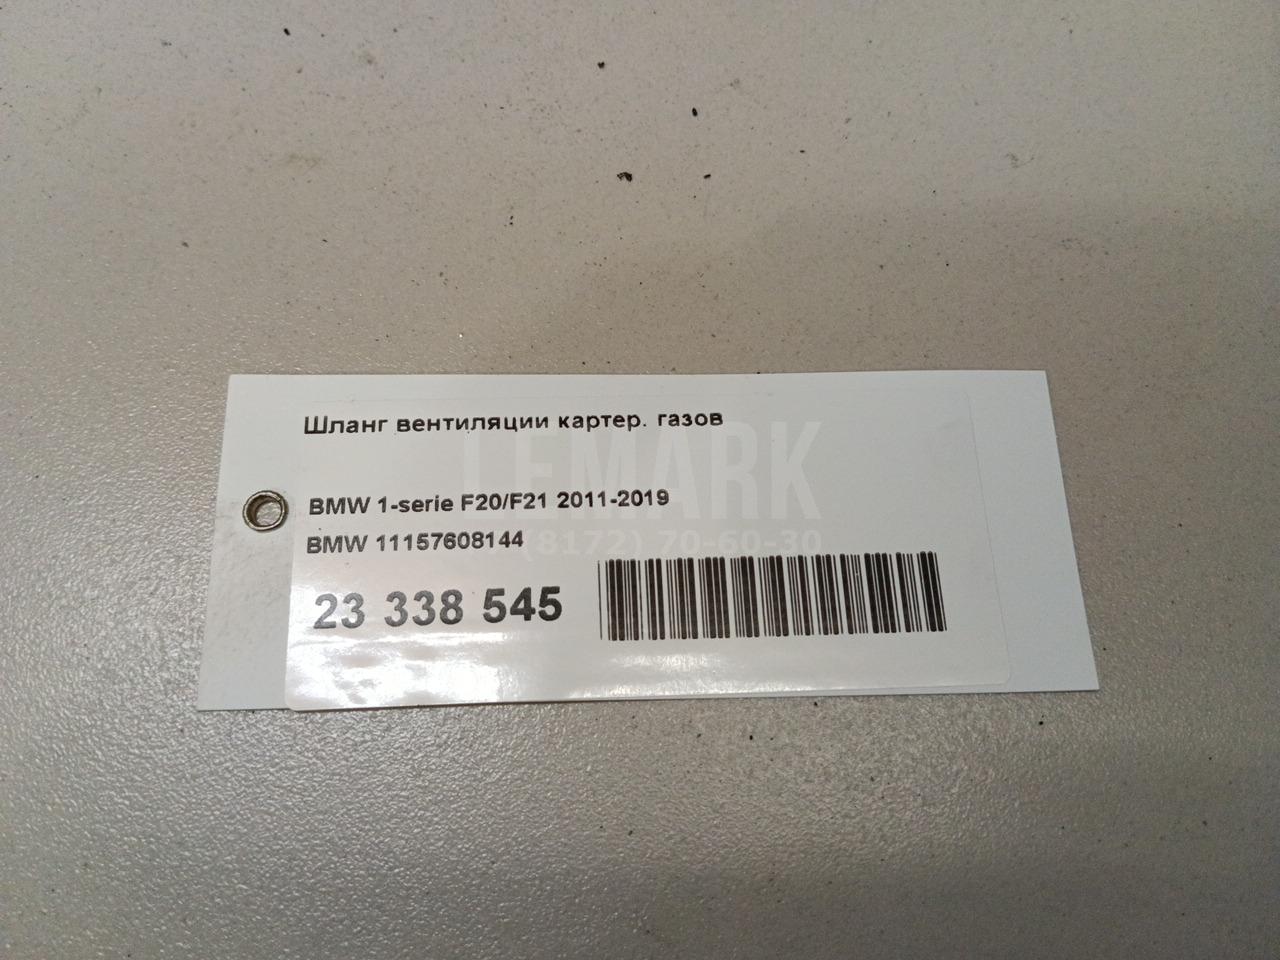 Шланг вентиляции картер. газов
LEMARK
BMW 1-serie F20/F21 2011-2019
BMW 11157608144
(8172) 70-60-30
23 338 545